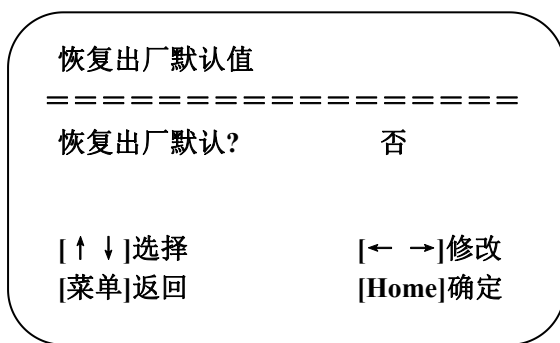 恢复出厂默认值
=================
恢复出厂默认? 否
[↑ ↓]选择 [← →]修改
[菜单]返回 [Home]确定